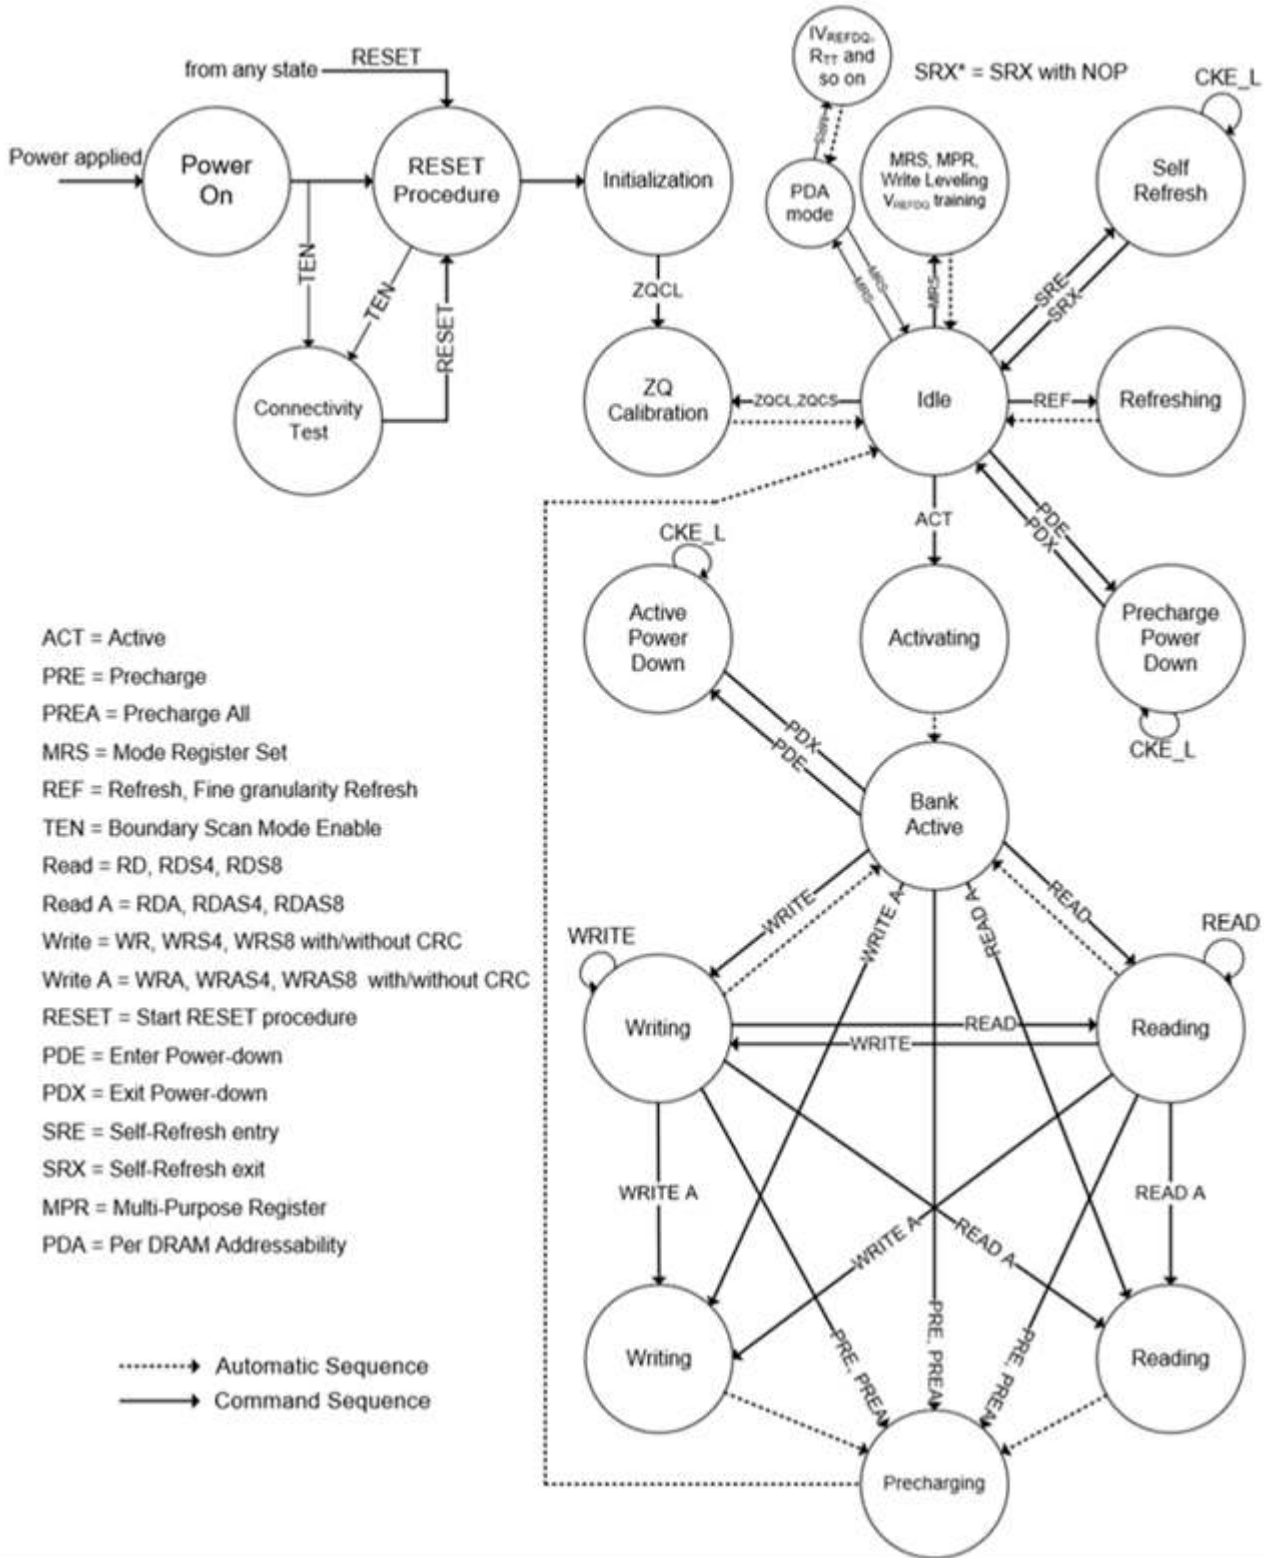 from any state
RESET
Power applied
Power
On
RESET
Procedure
Initialization
TEN
TEN
RESET
Connectivity
Test
ZQCL
ZQ
Calibration
ZQCL,ZQCS
IVREFDQ,
RTT and
so on
MRS
PDA
mode
MRS
MRS
SRX* = SRX with NOP
MRS, MPR,
Write Leveling
VREFDQ training
MRS
CKE_L
Self
Refresh
SRE
SRX
Idle
REF
Refreshing
ACT
PDE
PDX
CKE_L
Active
Power
Down
Activating
Precharge
Power
Down
CKE_L
PDX
PDE
Bank
Active
WRITE
WRITE A
READ A
READ
WRITE
READ
Writing
READ
WRITE
Reading
WRITE A
WRITE A
READ A
READ A
Writing
PRE, PREA
PRE, PREA
PRE, PREA
Reading
Precharging
ACT = Active
PRE = Precharge
PREA = Precharge All
MRS = Mode Register Set
REF = Refresh, Fine granularity Refresh
TEN = Boundary Scan Mode Enable
Read = RD, RDS4, RDS8
Read A = RDA, RDAS4, RDAS8
Write = WR, WRS4, WRS8 with/without CRC
Write A = WRA, WRAS4, WRAS8 with/without CRC
RESET = Start RESET procedure
PDE = Enter Power-down
PDX = Exit Power-down
SRE = Self-Refresh entry
SRX = Self-Refresh exit
MPR = Multi-Purpose Register
PDA = Per DRAM Addressability
Automatic Sequence
Command Sequence